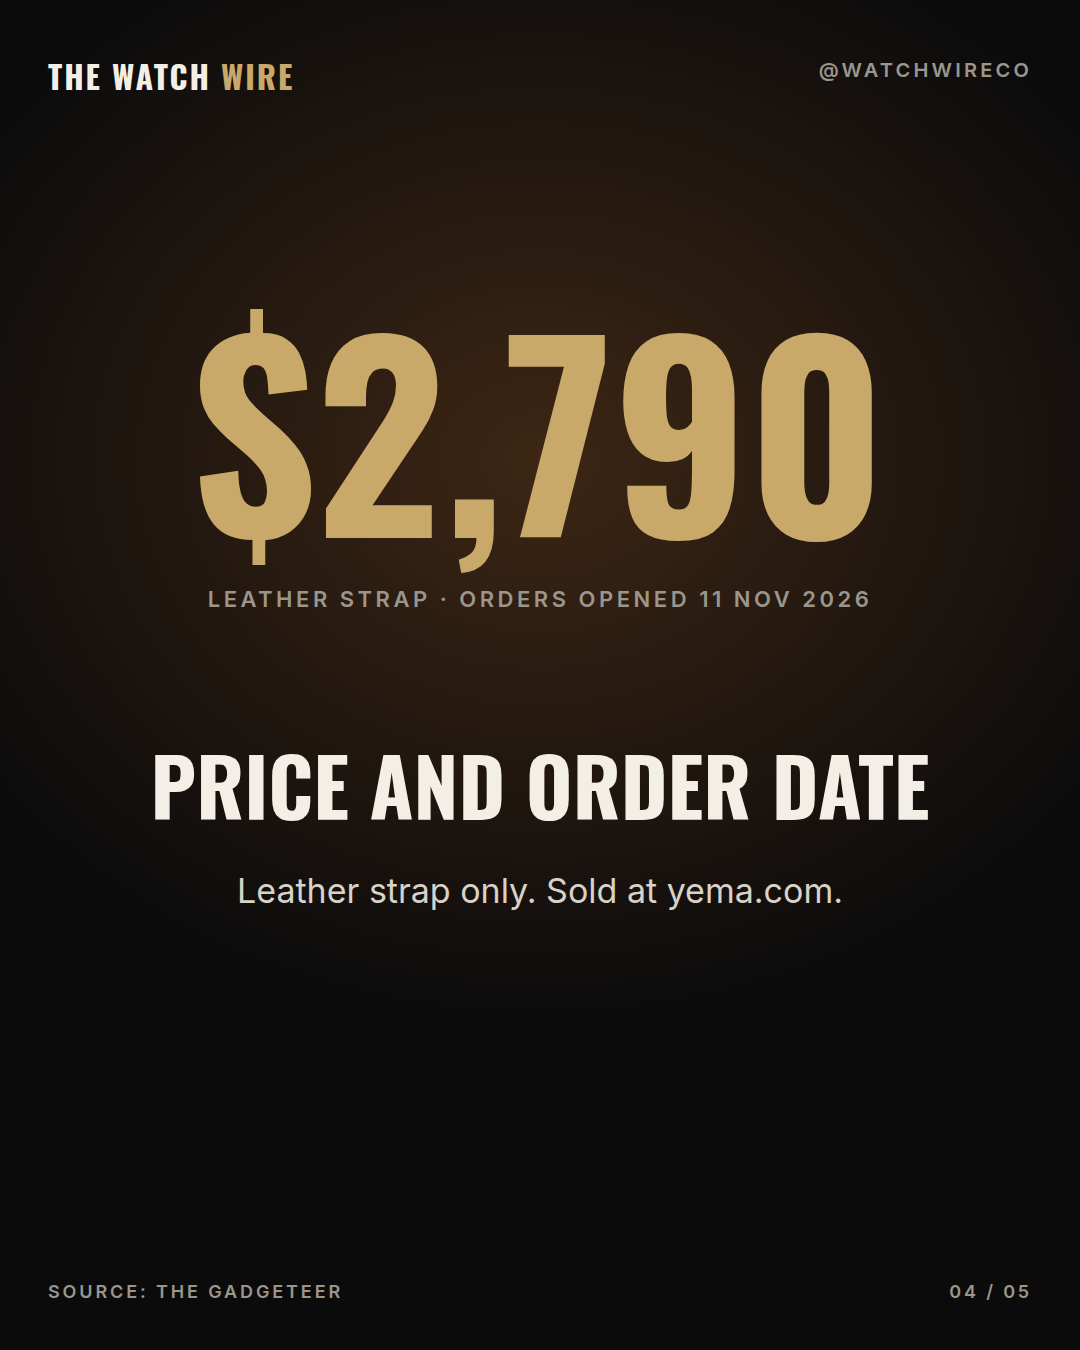 THE WATCH WIRE
@WATCHWIRECO
$2,790
LEATHER STRAP · ORDERS OPENED 11 NOV 2026
PRICE AND ORDER DATE
Leather strap only. Sold at yema.com.
SOURCE: THE GADGETEER
04 / 05